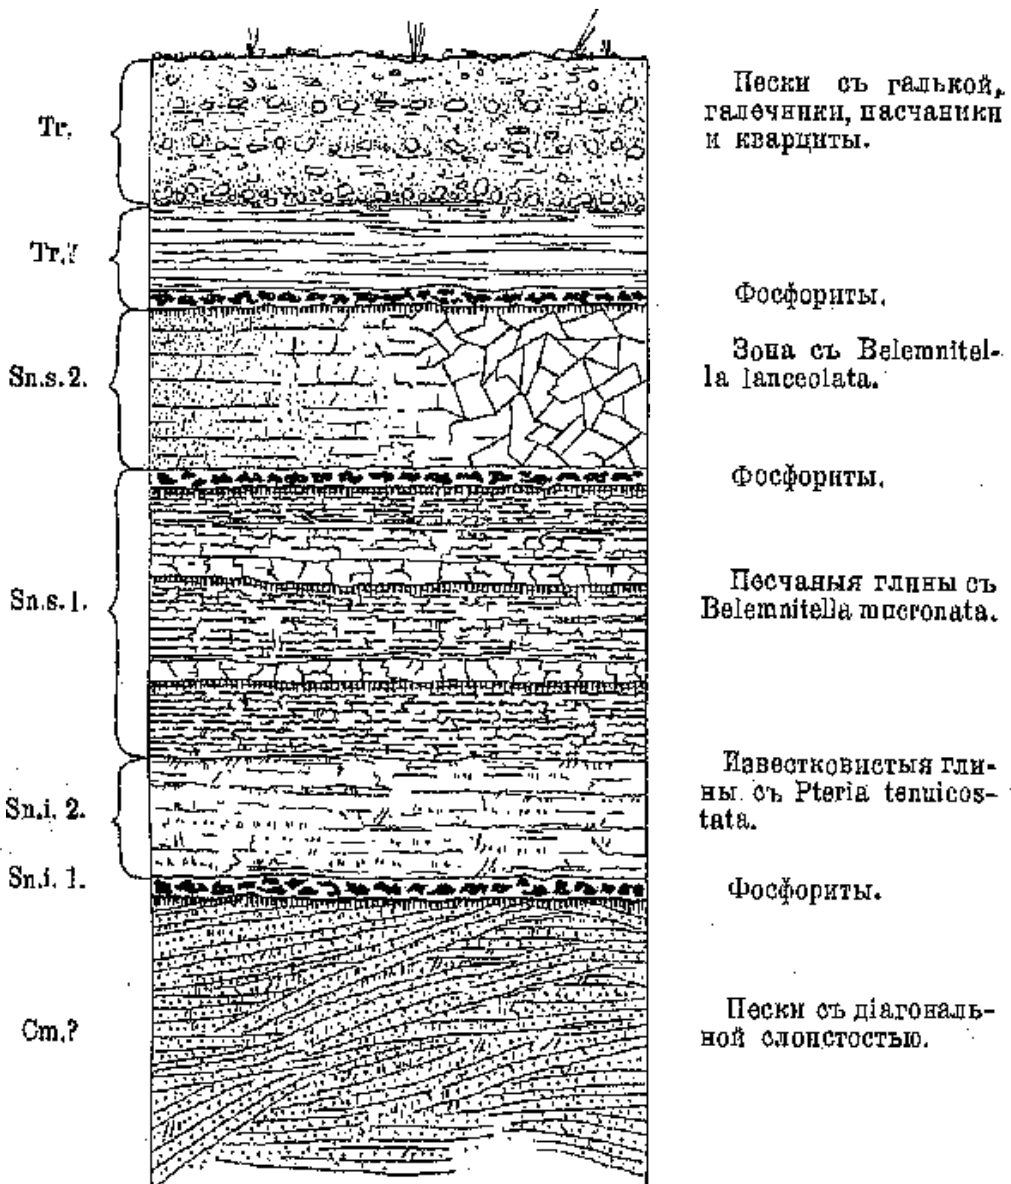 Tr.
Пески съ галькой,
галечники, пасчаники
и кварциты.
Tr.?
Фосфориты.
Sn.s.2.
Зона съ Belemnitel-
la lanceolata.
Фосфориты.
Sn.s.1.
Песчаныя глины съ
Belemnitella mucronata.
Sn.i. 2.
Известковистыя гли-
ны съ Pteria tenuicos-
tata.
Sn.i. 1.
Фосфориты.
Cm.?
Пески съ діагональ-
ной слоистостью.